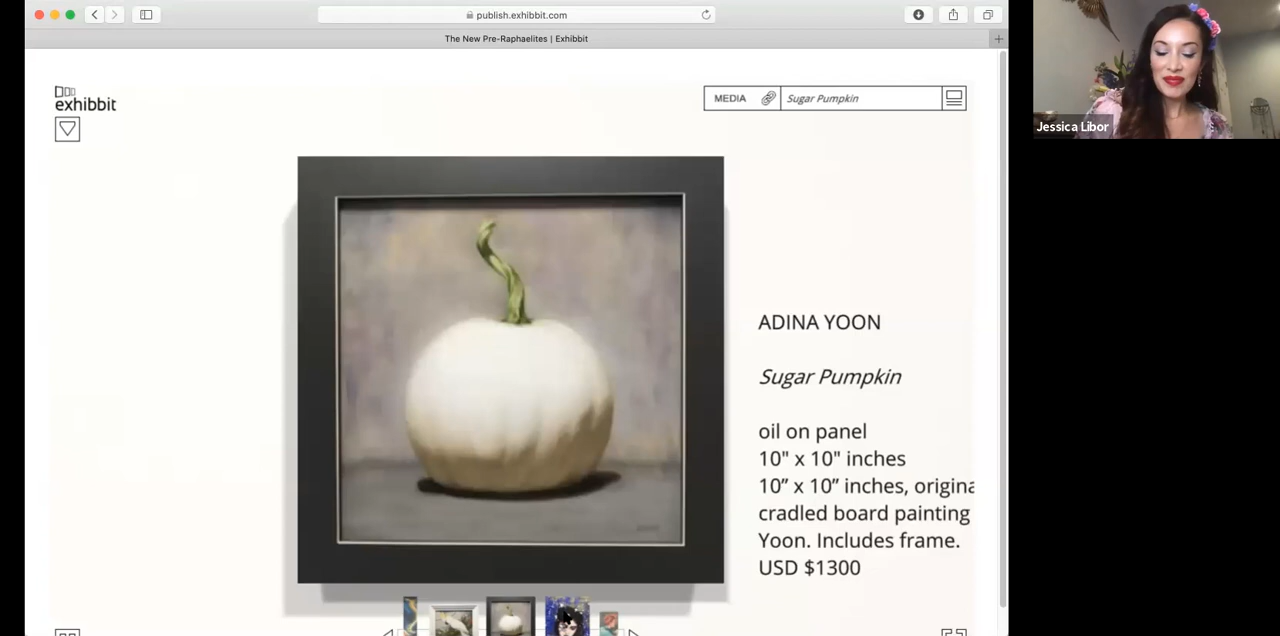 publish.exhibbit.com
The New Pre-Raphaelites | Exhibbit
exhibbit
MEDIA
Sugar Pumpkin
Jessica Libor
ADINA YOON
Sugar Pumpkin
oil on panel
10" x 10" inches
10” x 10” inches, origina
cradled board painting
Yoon. Includes frame.
USD $1300